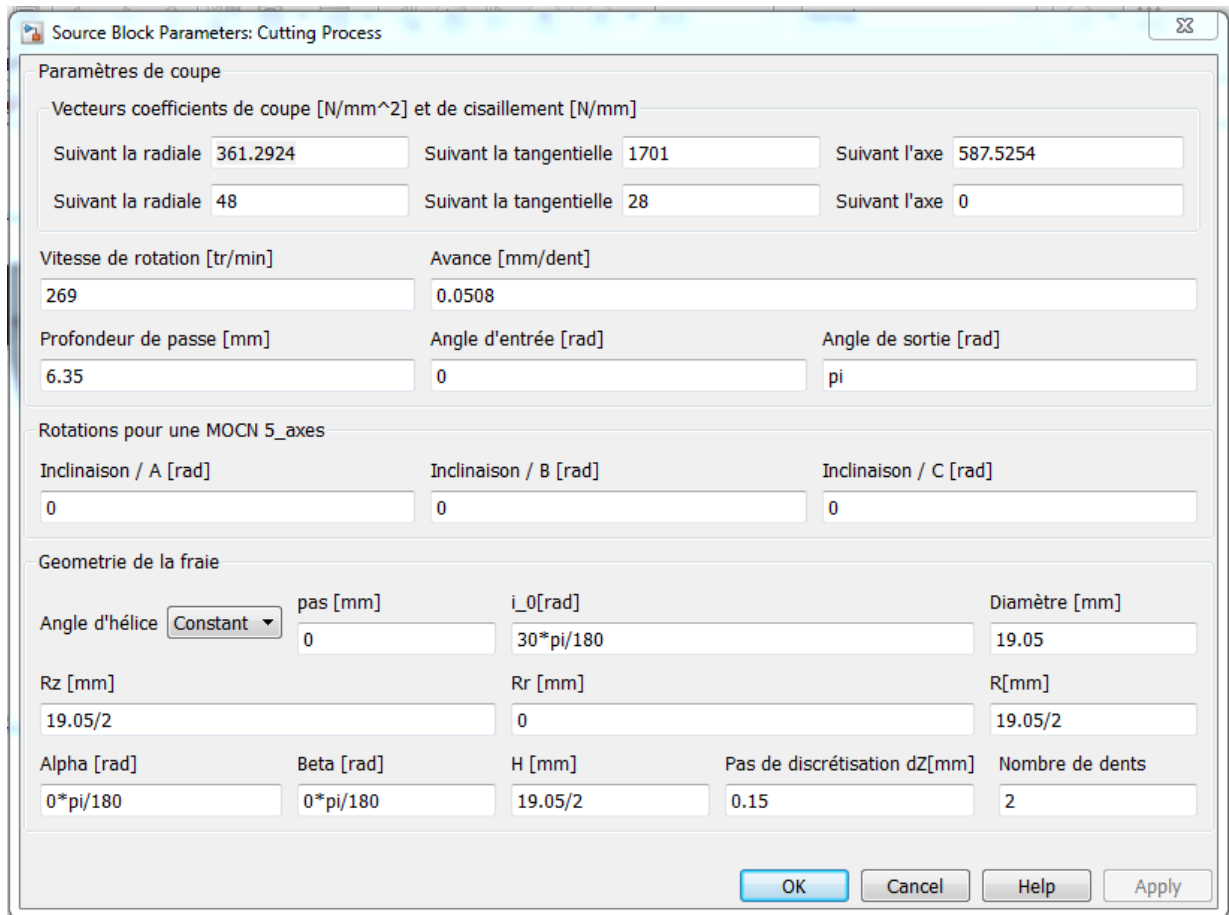 Source Block Parameters: Cutting Process
Paramètres de coupe
Vecteurs coefficients de coupe [N/mm^2] et de cisaillement [N/mm]
Suivant la radiale 361.2924 Suivant la tangentielle 1701 Suivant l'axe 587.5254
Suivant la radiale 48 Suivant la tangentielle 28 Suivant l'axe 0
Vitesse de rotation [tr/min] Avance [mm/dent]
269 0.0508
Profondeur de passe [mm] Angle d'entrée [rad] Angle de sortie [rad]
6.35 0 pi
Rotations pour une MOCN 5_axes
Inclinaison / A [rad] Inclinaison / B [rad] Inclinaison / C [rad]
0 0 0
Geometrie de la fraie
Angle d'hélice Constant pas [mm] i_0[rad] Diamètre [mm]
0 30*pi/180 19.05
Rz [mm] Rr [mm] R[mm]
19.05/2 0 19.05/2
Alpha [rad] Beta [rad] H [mm] Pas de discrétisation dZ[mm] Nombre de dents
0*pi/180 0*pi/180 19.05/2 0.15 2
OK Cancel Help Apply